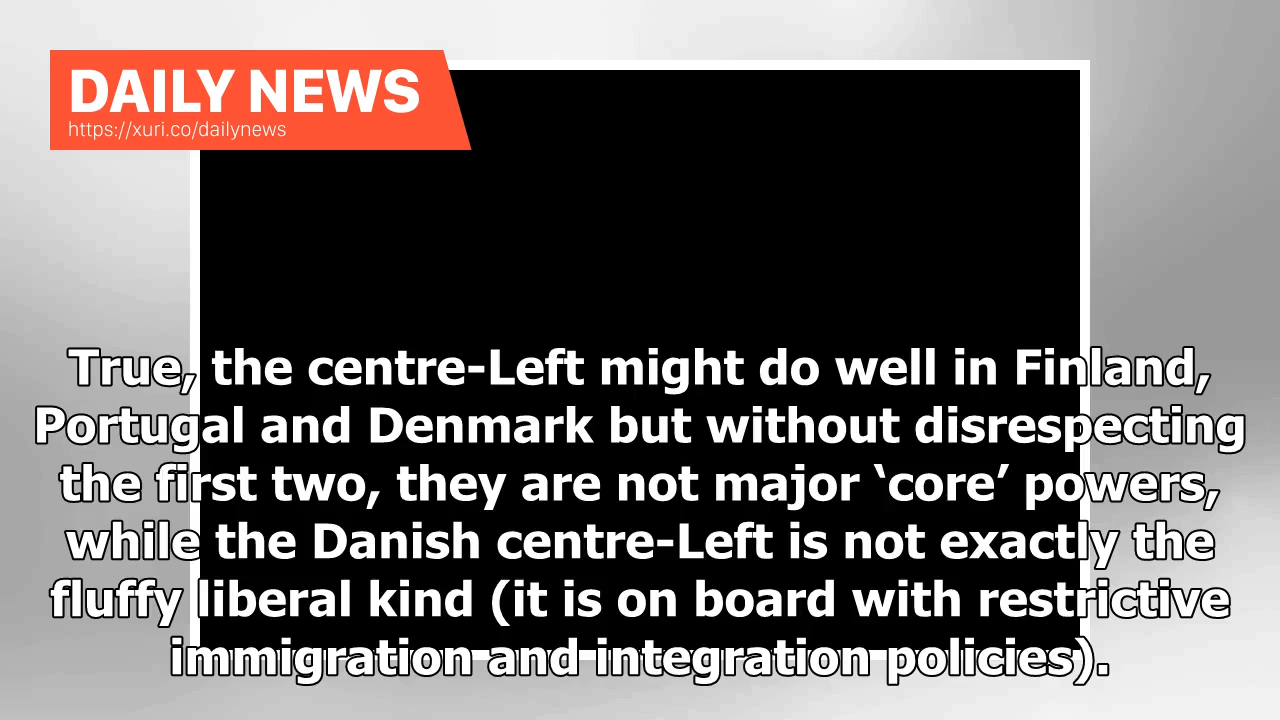 DAILY NEWS
https://xuri.co/dailynews
True, the centre-Left might do well in Finland,
Portugal and Denmark but without disrespecting
the first two, they are not major ‘core’ powers,
while the Danish centre-Left is not exactly the
fluffy liberal kind (it is on board with restrictive
immigration and integration policies).